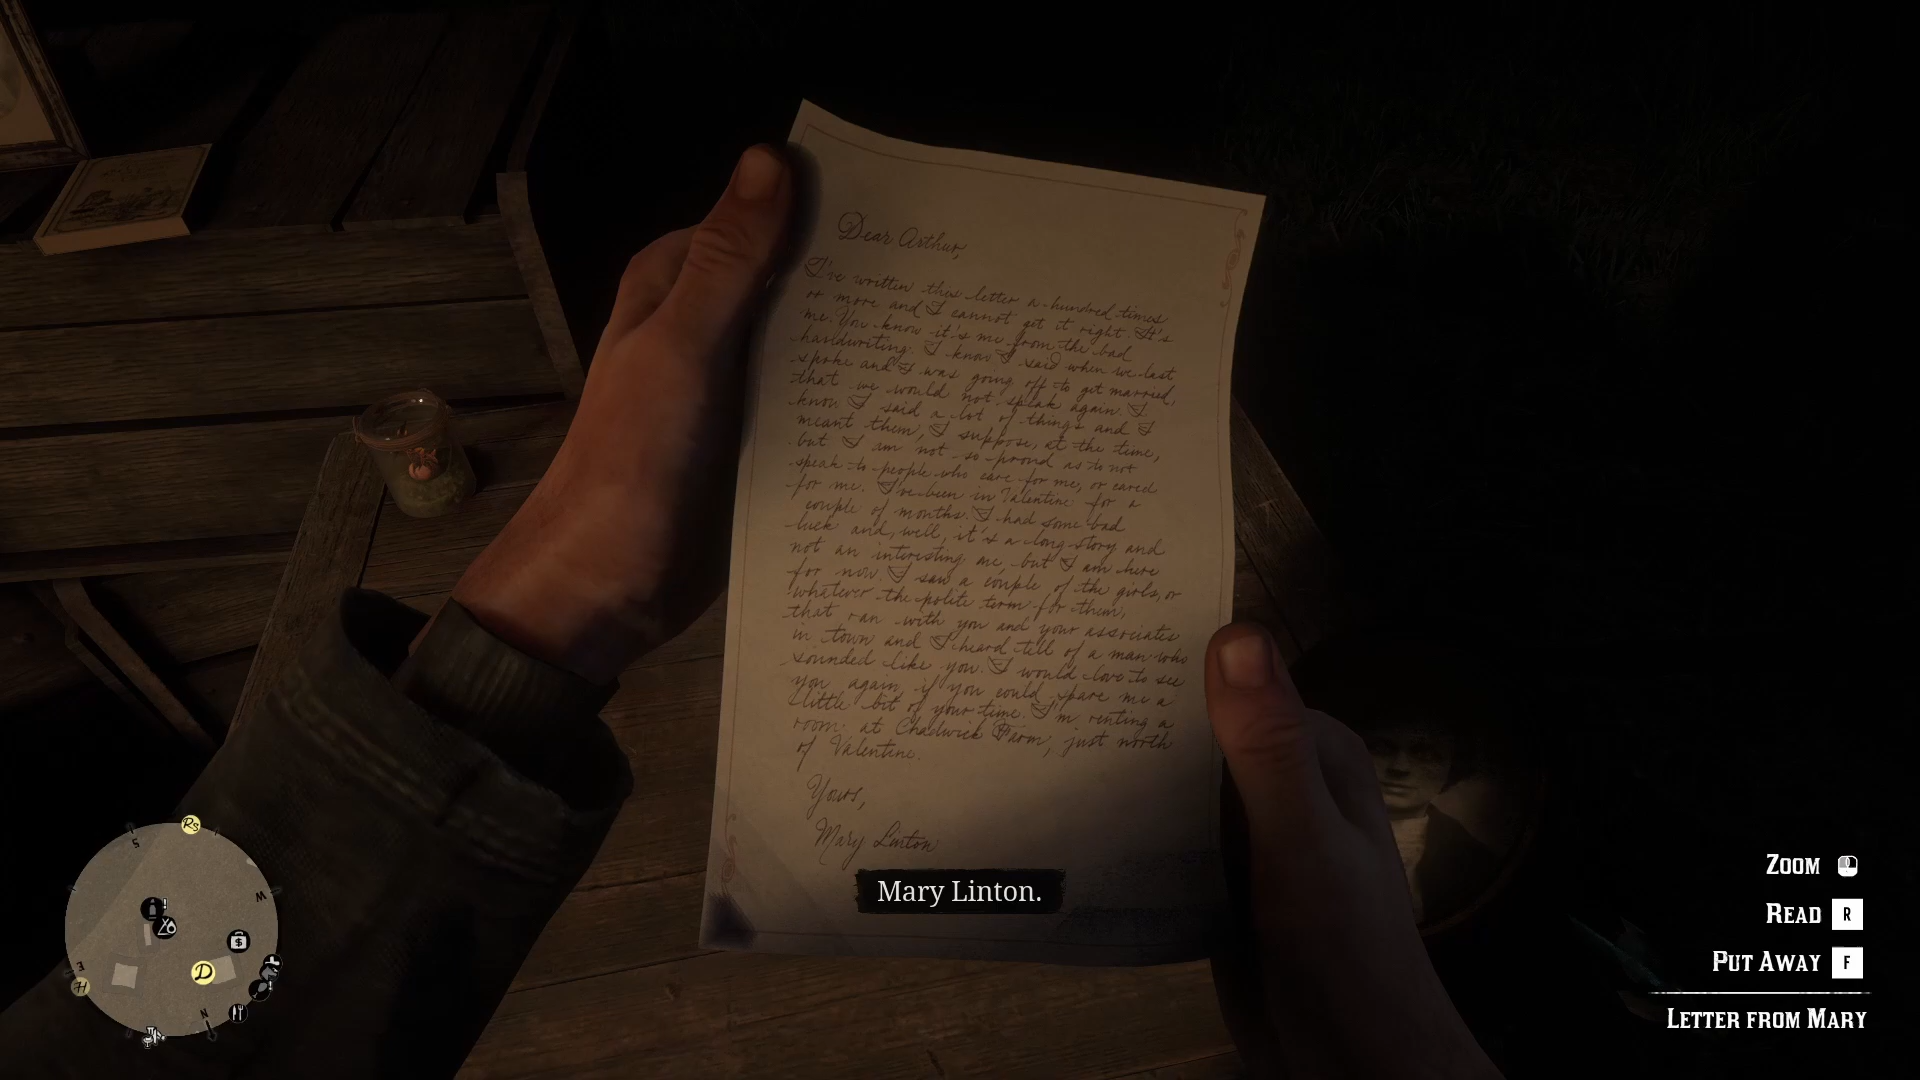 Dear Arthur,
I've written this letter a hundred times
or more and I cannot get it right. It's
me. You know it's me from the bad
handwriting. I know I said when we last
spoke and I was going off to get married,
that we would not speak again. I
know I said a lot of things and I
meant them, I suppose, at the time,
but I am not so proud as to not
speak to people who care for me, or cared
for me. I've been in Valentine for a
couple of months. I had some bad
luck and, well, it's a long story and
not an interesting one, but I am here
for now. I saw a couple of the girls, or
whatever the polite term for them,
that ran with you and your associates
in town and I heard tell of a man who
sounded like you. I would love to see
you again, if you could spare me a
little bit of your time. I'm renting a
room at Chadwick Farm, just north
of Valentine.
Yours,
Mary Linton
Mary Linton.
ZOOM
READ R
PUT AWAY F
LETTER FROM MARY
RS
S
W
E
H
D
N
$